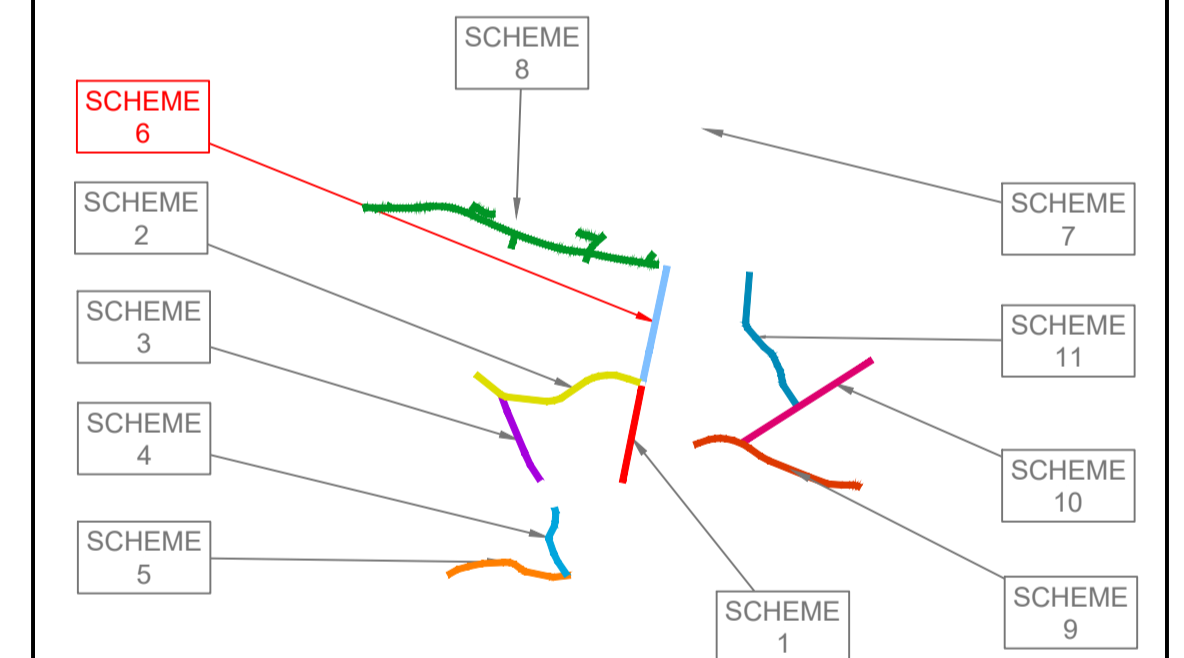 SCHEME
8
SCHEME
6
SCHEME
2
SCHEME
7
SCHEME
3
SCHEME
11
SCHEME
4
SCHEME
10
SCHEME
5
SCHEME
9
SCHEME
1